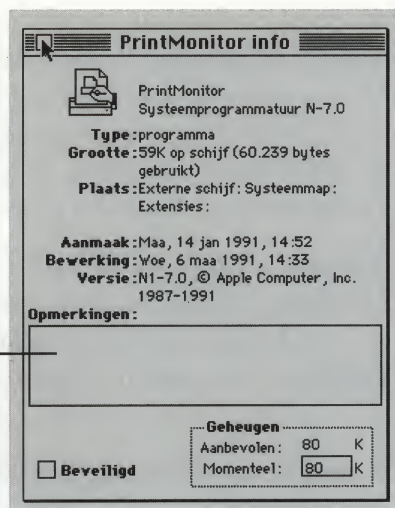 PrintMonitor info
PrintMonitor
Systeemprogrammatuur N-7.0
Type: programma
Grootte: 59K op schijf (60.239 bytes
gebruikt)
Plaats: Externe schijf: Systeemmap:
Extensies:
Aanmaak: Maa, 14 jan 1991, 14:52
Bewerking: Woe, 6 maa 1991, 14:33
Versie: N1-7.0, © Apple Computer, Inc.
1987-1991
Opmerkingen:
Geheugen
Aanbevolen: 80 K
Beveiligd
Momenteel: 80 K